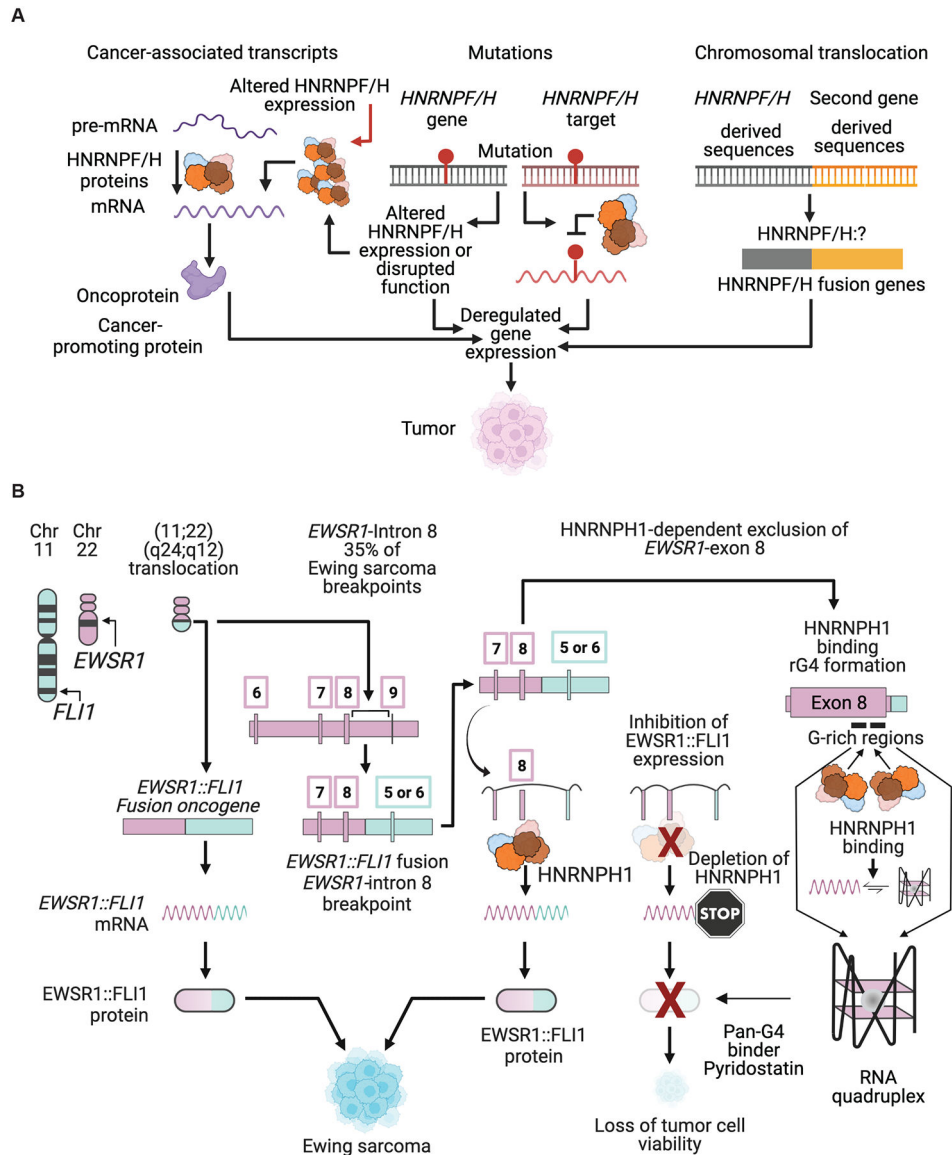 A
Cancer-associated transcripts
Mutations
Chromosomal translocation
Altered HNRNPF/H
expression
pre-mRNA
HNRNPF/H
proteins
mRNA
Oncoprotein
Cancer-
promoting protein
HNRNPF/H
gene
HNRNPF/H
target
Mutation
Altered
HNRNPF/H
expression or
disrupted
function
Deregulated
gene
expression
Tumor
HNRNPF/H
derived
sequences
Second gene
derived
sequences
HNRNPF/H:?
HNRNPF/H fusion genes
B
Chr
11
Chr
22
(11;22)
(q24;q12)
translocation
EWSR1
FLI1
EWSR1-Intron 8
35% of
Ewing sarcoma
breakpoints
6
7
8
9
EWSR1::FLI1
Fusion oncogene
7
8
5 or 6
EWSR1::FLI1 fusion
EWSR1-intron 8
breakpoint
EWSR1::FLI1
mRNA
EWSR1::FLI1
protein
Ewing sarcoma
HNRNPH1-dependent exclusion of
EWSR1-exon 8
7
8
5 or 6
8
HNRNPH1
EWSR1::FLI1
protein
Inhibition of
EWSR1::FLI1
expression
X
Depletion of
HNRNPH1
STOP
X
Loss of tumor cell
viability
Pan-G4
binder
Pyridostatin
HNRNPH1
binding
rG4 formation
Exon 8
G-rich regions
HNRNPH1
binding
RNA
quadruplex